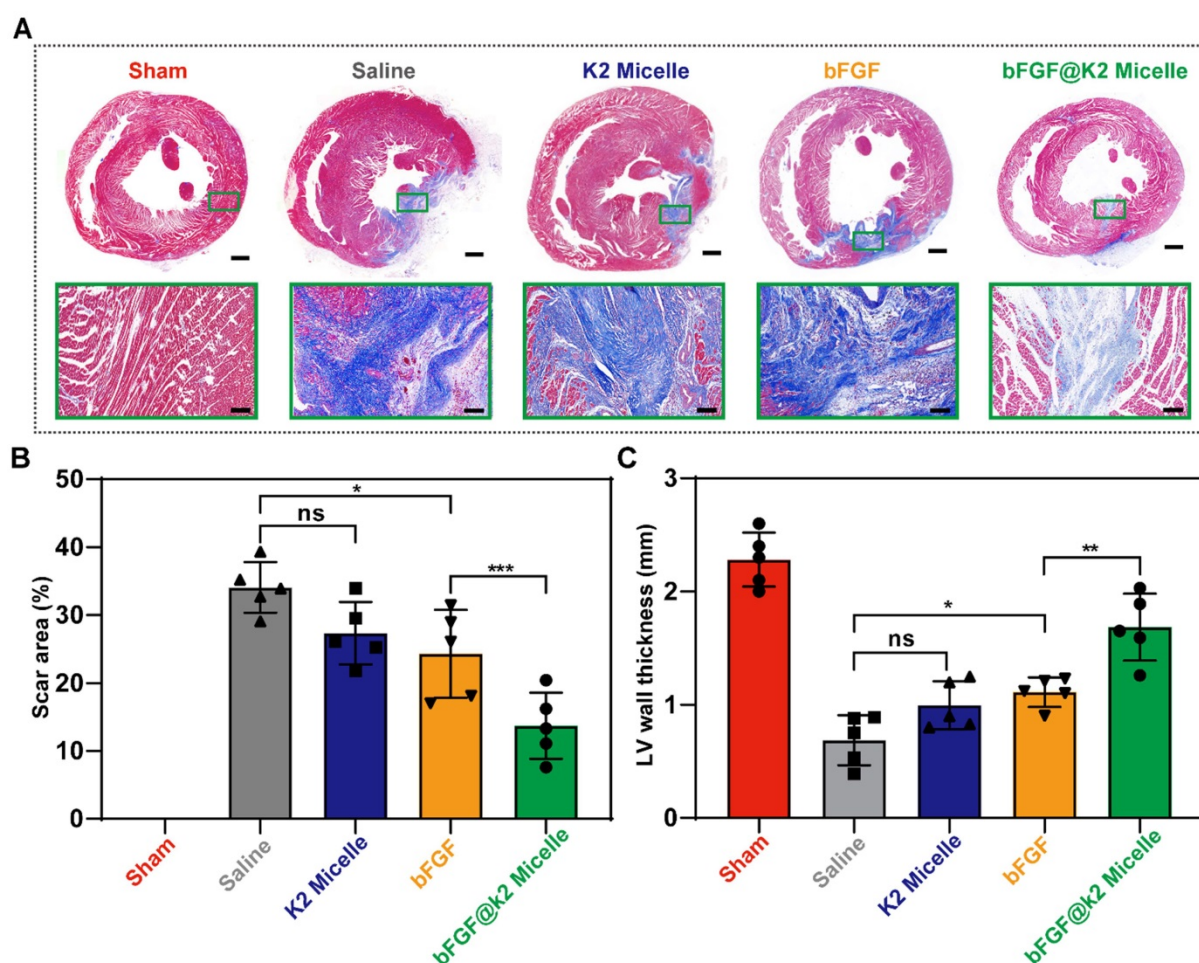 A
Sham
Saline
K2 Micelle
bFGF
bFGF@K2 Micelle
B
50
40
30
20
10
0
Scar area (%)
*
ns
***
Sham
Saline
K2 Micelle
bFGF
bFGF@k2 Micelle
C
3
2
1
0
LV wall thickness (mm)
**
*
ns
Sham
Saline
K2 Micelle
bFGF
bFGF@k2 Micelle